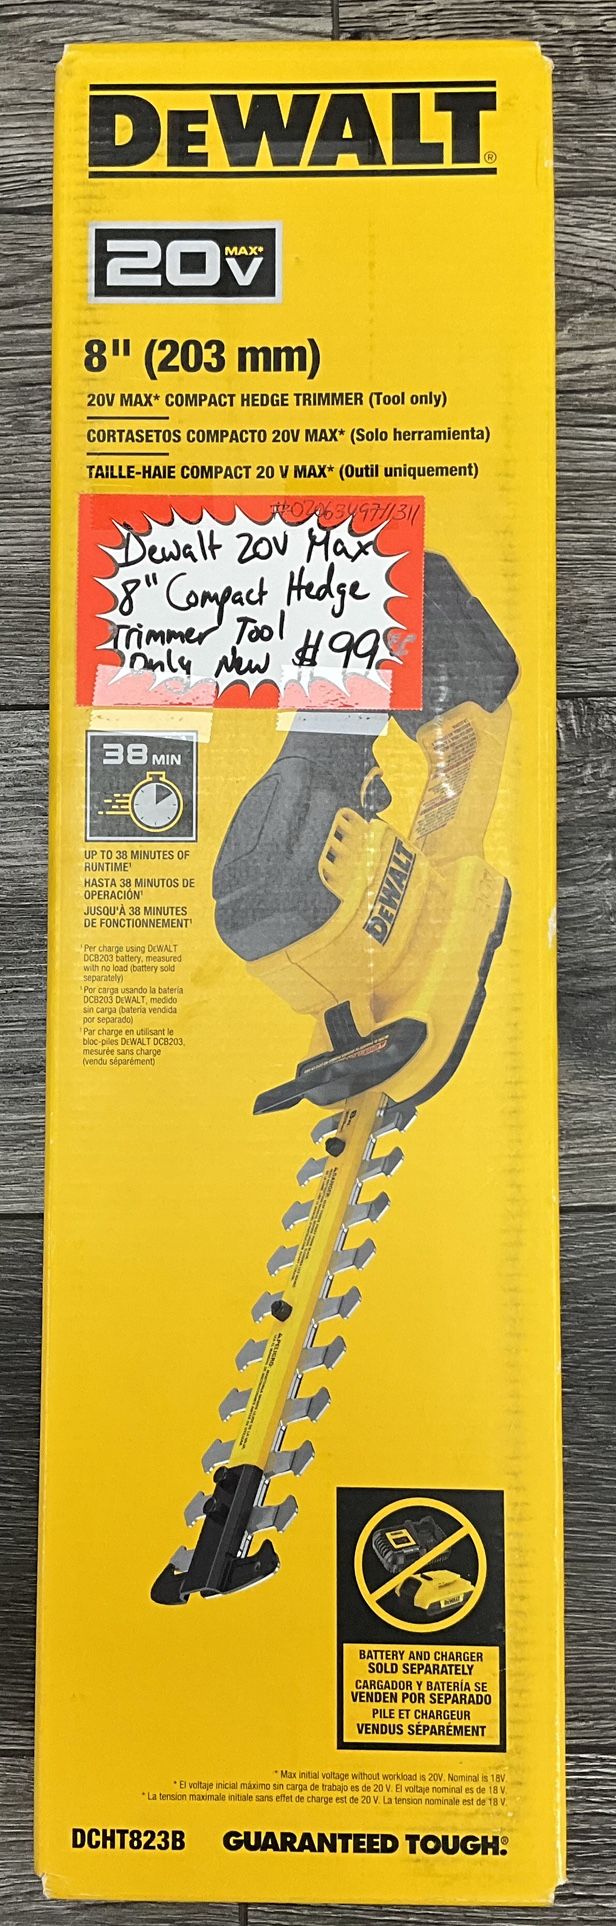 DEWALT®
20V MAX*
8" (203 mm)
20V MAX* COMPACT HEDGE TRIMMER (Tool only)
CORTASETOS COMPACTO 20V MAX* (Solo herramienta)
TAILLE-HAIE COMPACT 20 V MAX* (Outil uniquement)
Dewalt 20V Max
8" Compact Hedge
Trimmer Tool
Only New $99
38 MIN
UP TO 38 MINUTES OF
RUNTIME¹
HASTA 38 MINUTOS DE
OPERACIÓN¹
JUSQU'À 38 MINUTES
DE FONCTIONNEMENT¹
¹ Per charge using DEWALT
DCB203 battery, measured
with no load (battery sold
separately)
¹ Por carga usando la batería
DCB203 DEWALT, medido
sin carga (batería vendida
por separado)
¹ Par charge en utilisant le
bloc-piles DEWALT DCB203,
mesurée sans charge
(vendu séparément)
DEWALT
DEWALT
BATTERY AND CHARGER
SOLD SEPARATELY
CARGADOR Y BATERÍA SE
VENDEN POR SEPARADO
PILE ET CHARGEUR
VENDUS SÉPARÉMENT
* Max initial voltage without workload is 20V. Nominal is 18V.
* El voltaje inicial máximo sin carga de trabajo es de 20 V. El voltaje nominal es de 18 V.
* La tension maximale initiale sans effet de charge est de 20 V. La tension nominale est de 18 V.
DCHT823B GUARANTEED TOUGH.®